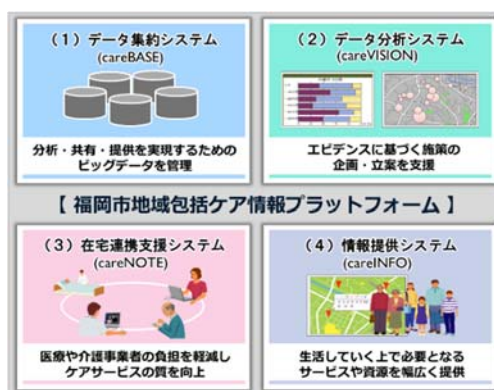 (1)データ集約システム
(careBASE)
分析・共有・提供を実現するための
ビッグデータを管理
(2)データ分析システム
(careVISION)
エビデンスに基づく施策の
企画・立案を支援
【 福岡市地域包括ケア情報プラットフォーム 】
(3)在宅連携支援システム
(careNOTE)
医療や介護事業者の負担を軽減し
ケアサービスの質を向上
(4)情報提供システム
(careINFO)
生活していく上で必要となる
サービスや資源を幅広く提供